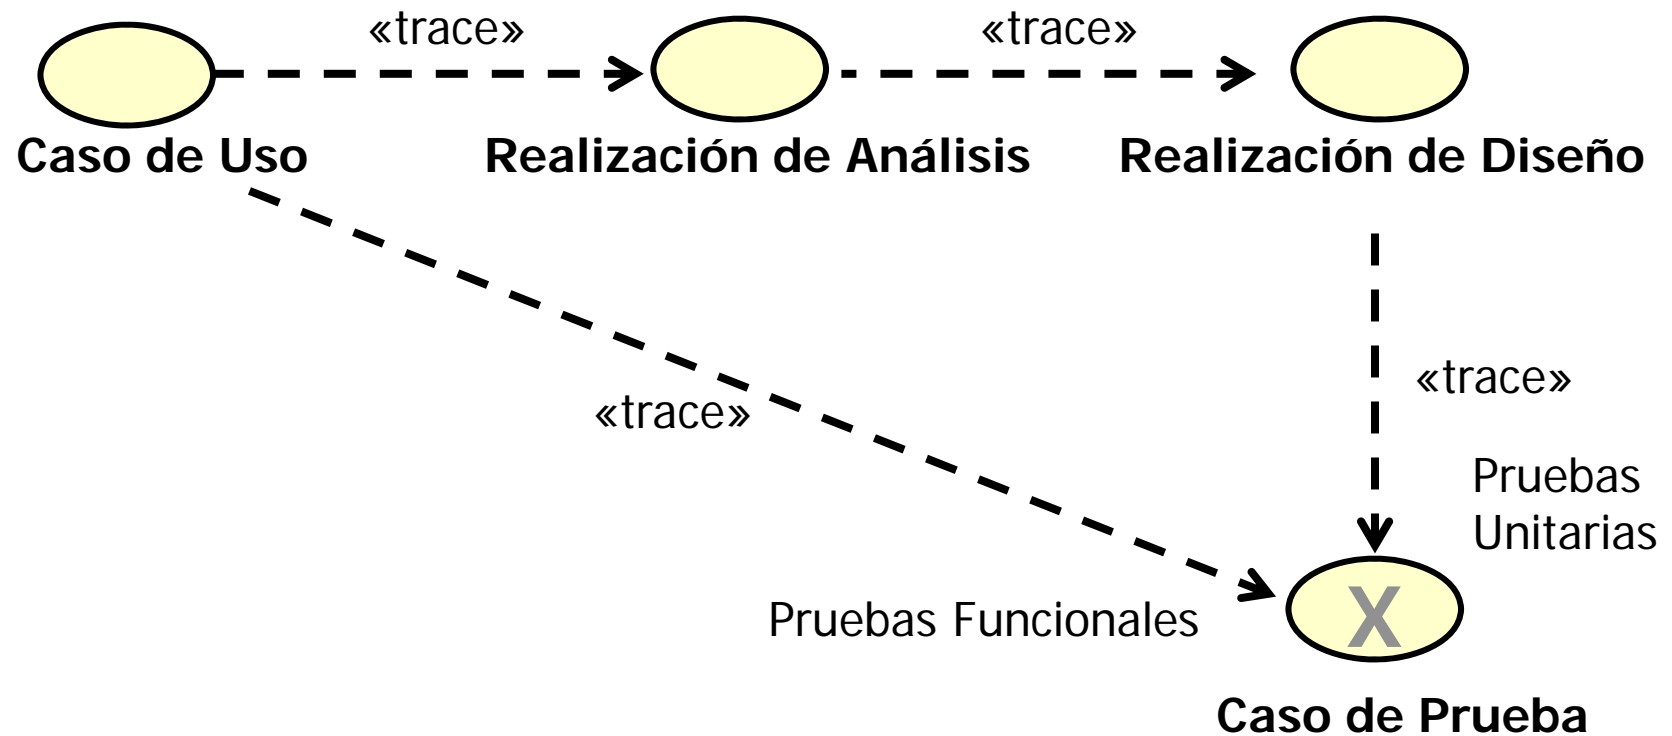 «trace»
«trace»
Caso de Uso
Realización de Análisis
Realización de Diseño
«trace»
«trace»
Pruebas
Unitarias
Pruebas Funcionales
X
Caso de Prueba